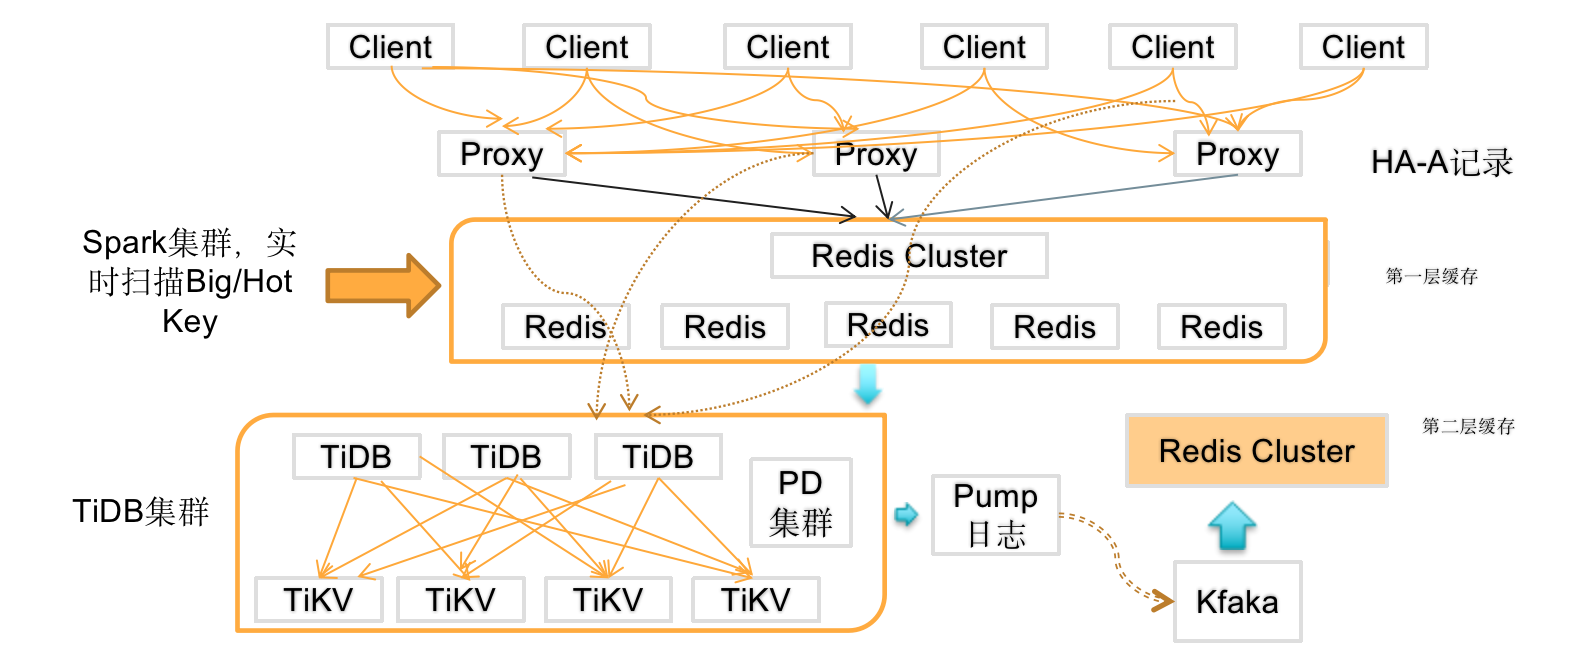 Client
Client
Client
Client
Client
Client
Proxy
Proxy
Proxy
HA-A记录
Spark集群，实
时扫描Big/Hot
Key
Redis Cluster
第一层缓存
Redis
Redis
Redis
Redis
Redis
TiDB集群
TiDB
TiDB
TiDB
PD
集群
TiKV
TiKV
TiKV
TiKV
Pump
日志
Redis Cluster
第二层缓存
Kfaka